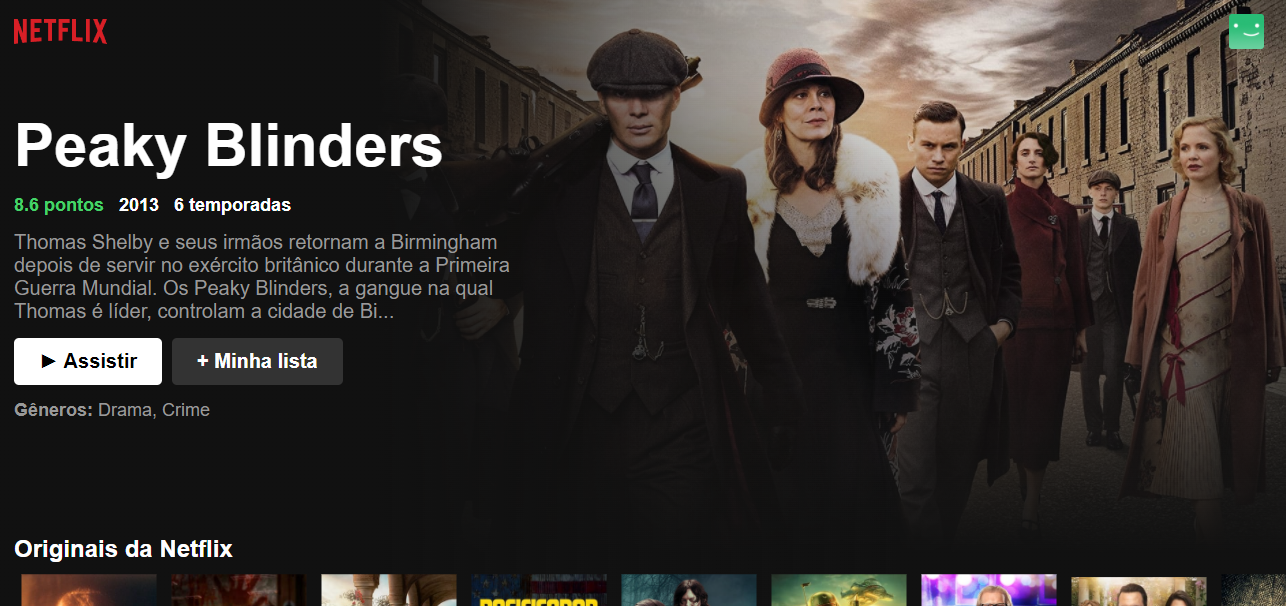 NETFLIX
Peaky Blinders
8.6 pontos 2013 6 temporadas
Thomas Shelby e seus irmãos retornam a Birmingham
depois de servir no exército britânico durante a Primeira
Guerra Mundial. Os Peaky Blinders, a gangue na qual
Thomas é líder, controlam a cidade de Bi...
► Assistir
+ Minha lista
Gêneros: Drama, Crime
Originais da Netflix